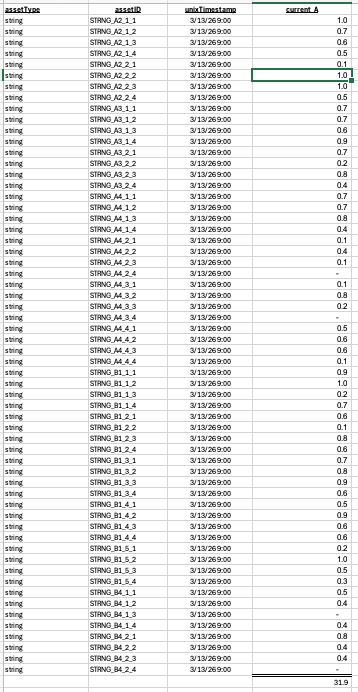 assetType assetID unixTimestamp current_A
string STRNG_A2_1_1 3/13/26 9:00 1.0
string STRNG_A2_1_2 3/13/26 9:00 0.7
string STRNG_A2_1_3 3/13/26 9:00 0.6
string STRNG_A2_1_4 3/13/26 9:00 0.5
string STRNG_A2_2_1 3/13/26 9:00 0.1
string STRNG_A2_2_2 3/13/26 9:00 1.0
string STRNG_A2_2_3 3/13/26 9:00 1.0
string STRNG_A2_2_4 3/13/26 9:00 0.5
string STRNG_A3_1_1 3/13/26 9:00 0.7
string STRNG_A3_1_2 3/13/26 9:00 0.7
string STRNG_A3_1_3 3/13/26 9:00 0.6
string STRNG_A3_1_4 3/13/26 9:00 0.9
string STRNG_A3_2_1 3/13/26 9:00 0.7
string STRNG_A3_2_2 3/13/26 9:00 0.2
string STRNG_A3_2_3 3/13/26 9:00 0.8
string STRNG_A3_2_4 3/13/26 9:00 0.4
string STRNG_A4_1_1 3/13/26 9:00 0.7
string STRNG_A4_1_2 3/13/26 9:00 0.7
string STRNG_A4_1_3 3/13/26 9:00 0.8
string STRNG_A4_1_4 3/13/26 9:00 0.4
string STRNG_A4_2_1 3/13/26 9:00 0.1
string STRNG_A4_2_2 3/13/26 9:00 0.4
string STRNG_A4_2_3 3/13/26 9:00 0.1
string STRNG_A4_2_4 3/13/26 9:00 -
string STRNG_A4_3_1 3/13/26 9:00 0.1
string STRNG_A4_3_2 3/13/26 9:00 0.8
string STRNG_A4_3_3 3/13/26 9:00 0.2
string STRNG_A4_3_4 3/13/26 9:00 -
string STRNG_A4_4_1 3/13/26 9:00 0.5
string STRNG_A4_4_2 3/13/26 9:00 0.6
string STRNG_A4_4_3 3/13/26 9:00 0.6
string STRNG_A4_4_4 3/13/26 9:00 0.1
string STRNG_B1_1_1 3/13/26 9:00 0.9
string STRNG_B1_1_2 3/13/26 9:00 1.0
string STRNG_B1_1_3 3/13/26 9:00 0.2
string STRNG_B1_1_4 3/13/26 9:00 0.7
string STRNG_B1_2_1 3/13/26 9:00 0.6
string STRNG_B1_2_2 3/13/26 9:00 0.1
string STRNG_B1_2_3 3/13/26 9:00 0.8
string STRNG_B1_2_4 3/13/26 9:00 0.6
string STRNG_B1_3_1 3/13/26 9:00 0.7
string STRNG_B1_3_2 3/13/26 9:00 0.8
string STRNG_B1_3_3 3/13/26 9:00 0.9
string STRNG_B1_3_4 3/13/26 9:00 0.6
string STRNG_B1_4_1 3/13/26 9:00 0.5
string STRNG_B1_4_2 3/13/26 9:00 0.9
string STRNG_B1_4_3 3/13/26 9:00 0.6
string STRNG_B1_4_4 3/13/26 9:00 0.6
string STRNG_B1_5_1 3/13/26 9:00 0.2
string STRNG_B1_5_2 3/13/26 9:00 1.0
string STRNG_B1_5_3 3/13/26 9:00 0.5
string STRNG_B1_5_4 3/13/26 9:00 0.3
string STRNG_B4_1_1 3/13/26 9:00 0.5
string STRNG_B4_1_2 3/13/26 9:00 0.4
string STRNG_B4_1_3 3/13/26 9:00 -
string STRNG_B4_1_4 3/13/26 9:00 0.4
string STRNG_B4_2_1 3/13/26 9:00 0.8
string STRNG_B4_2_2 3/13/26 9:00 0.4
string STRNG_B4_2_3 3/13/26 9:00 0.4
string STRNG_B4_2_4 3/13/26 9:00 -
31.9